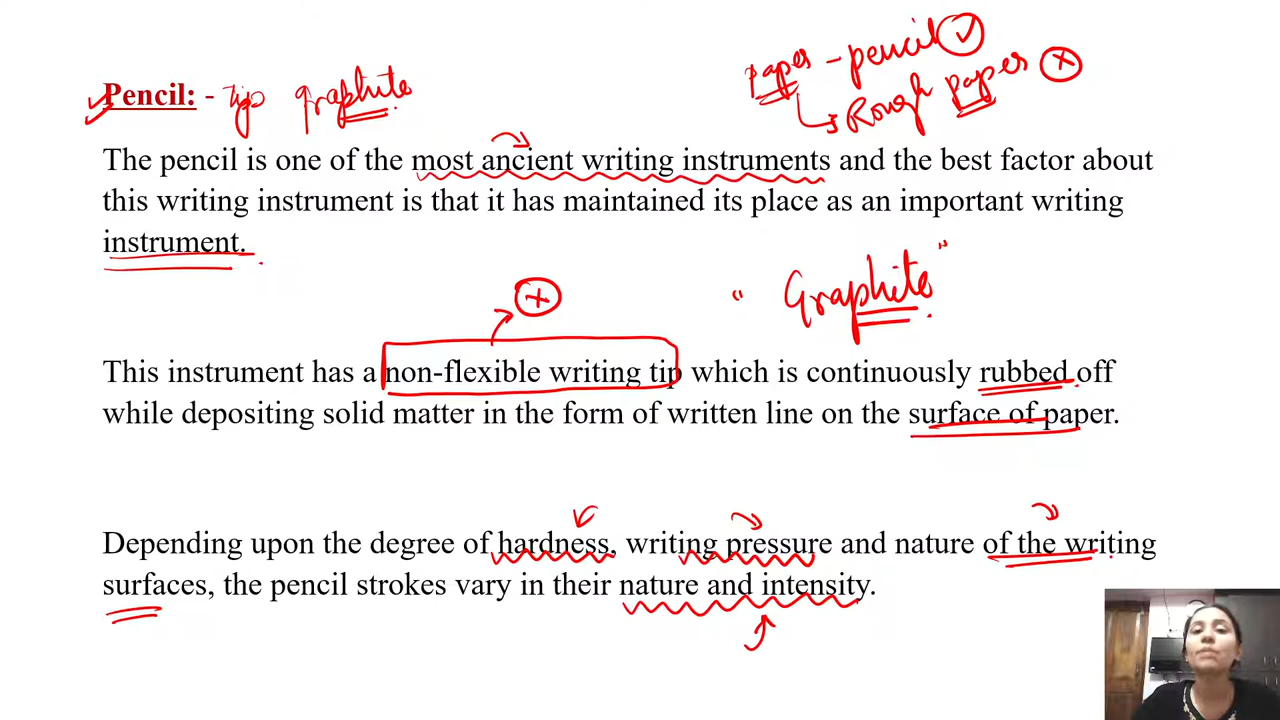 paper - pencil ✓
Pencil: - Tip graphite
Rough paper ×
The pencil is one of the most ancient writing instruments and the best factor about
this writing instrument is that it has maintained its place as an important writing
instrument.
" Graphite "
This instrument has a non-flexible writing tip which is continuously rubbed off
while depositing solid matter in the form of written line on the surface of paper.
Depending upon the degree of hardness, writing pressure and nature of the writing
surfaces, the pencil strokes vary in their nature and intensity.